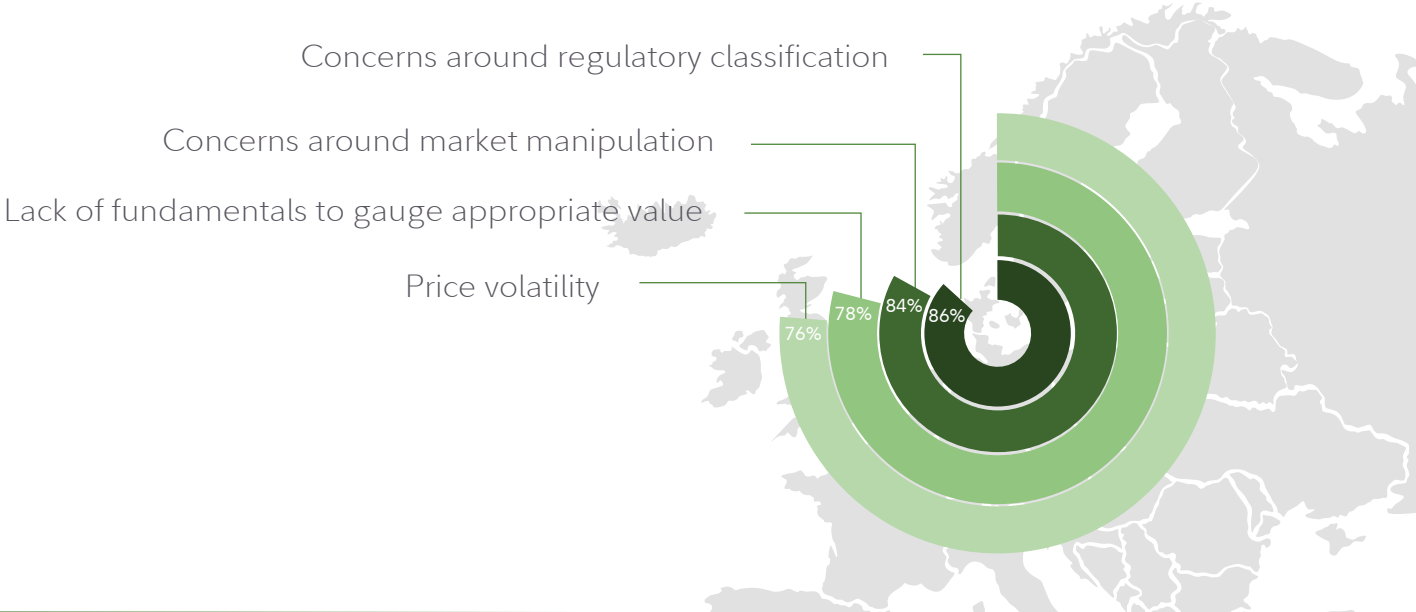 Concerns around regulatory classification
Concerns around market manipulation
Lack of fundamentals to gauge appropriate value
Price volatility
76%
78%
84%
86%